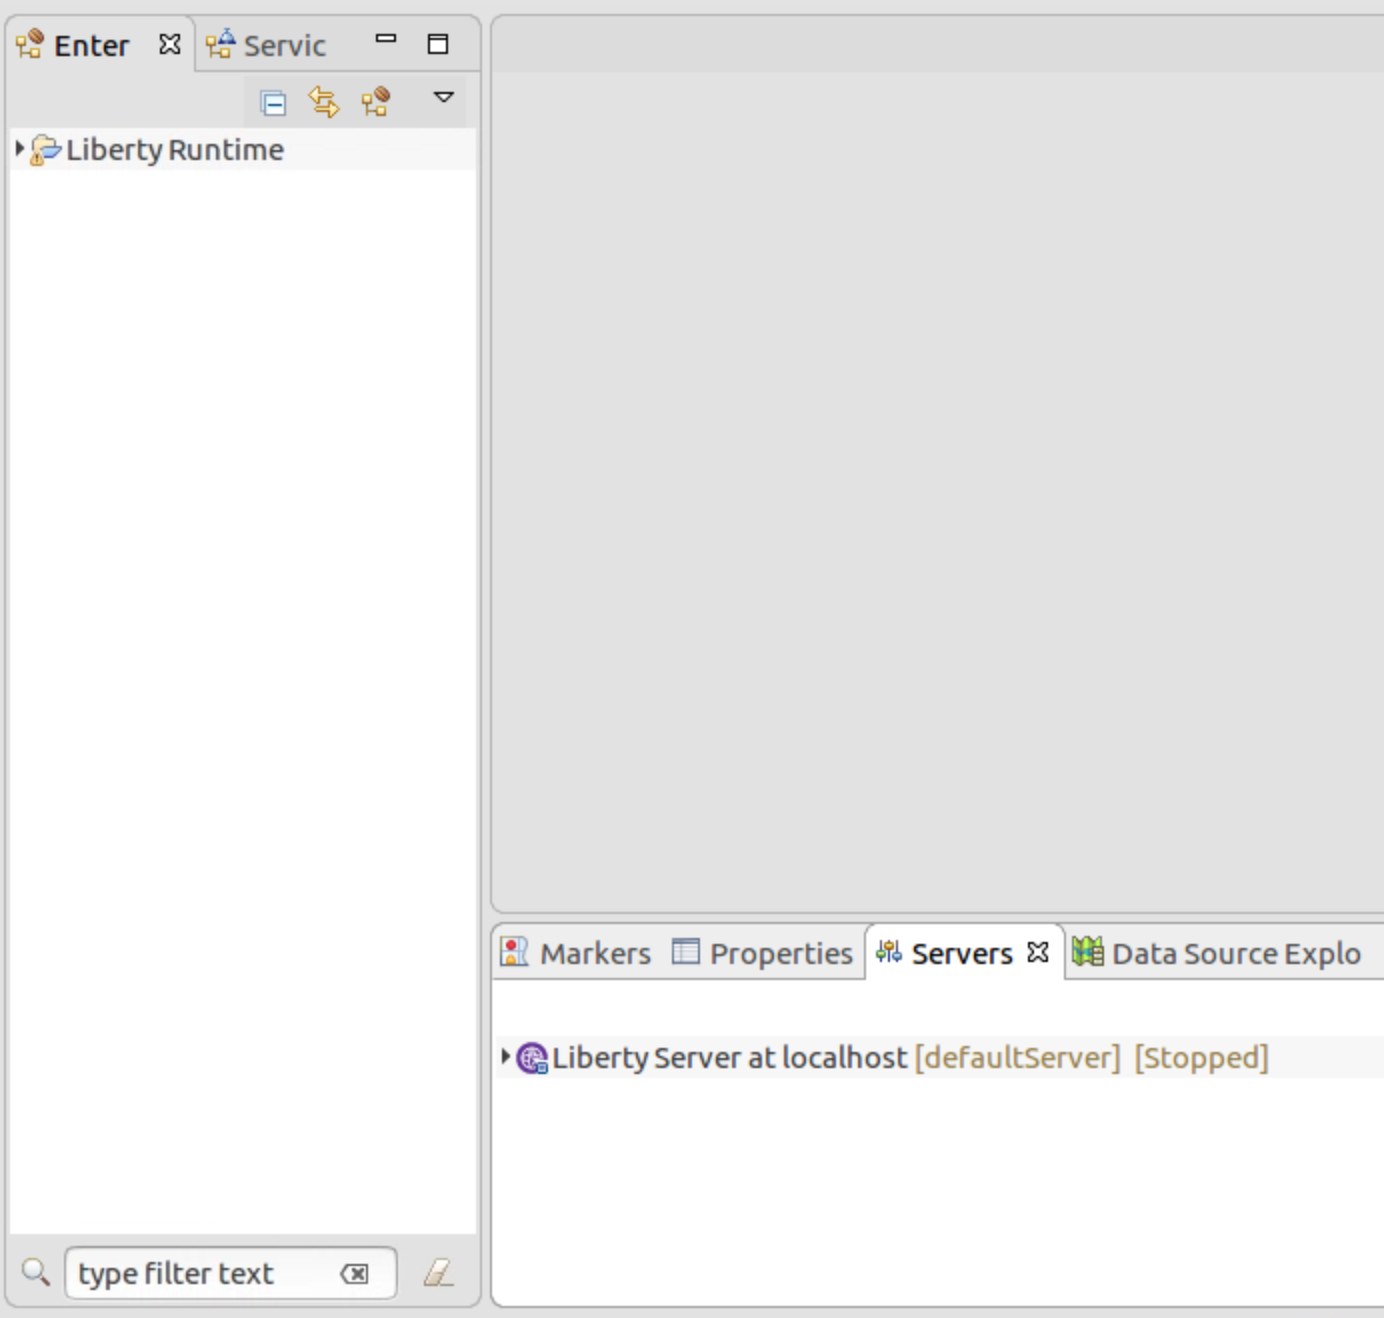 Enter Servic
Liberty Runtime
type filter text
Markers Properties Servers Data Source Explo
Liberty Server at localhost [defaultServer] [Stopped]